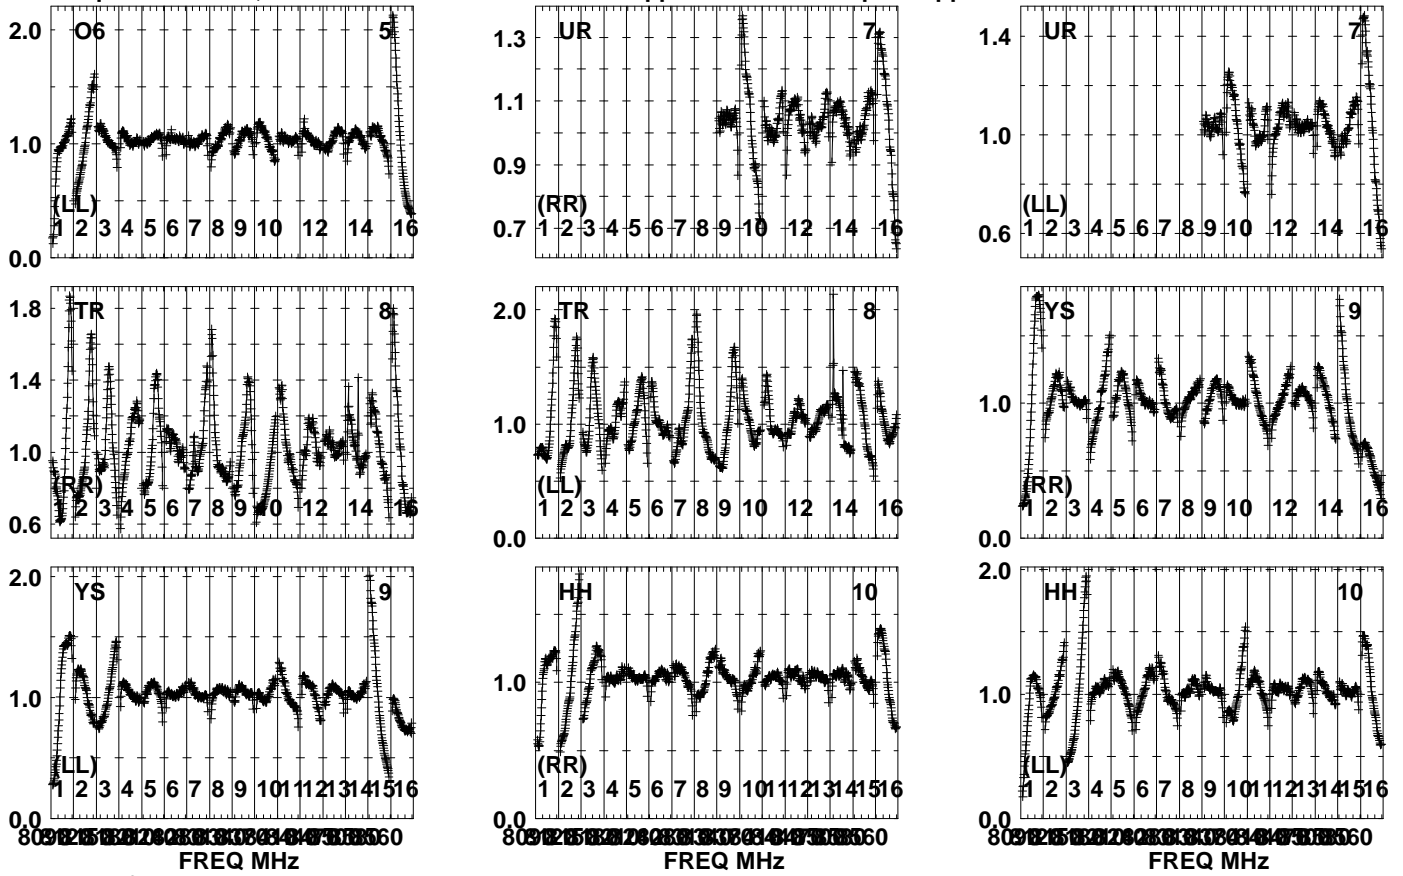 2.0
1.0
0.0
O6 5
(LL)
1 2 3 4 5 6 7 8 9 10 12 14 16
1.3
1.1
0.9
0.7
UR 7
(RR)
1 2 3 4 5 6 7 8 9 10 12 14 16
1.4
1.0
0.6
UR 7
(LL)
1 2 3 4 5 6 7 8 9 10 12 14 16
1.8
1.4
1.0
0.6
TR 8
(RR)
2 3 4 5 6 7 8 9 10 12 14 16
2.0
1.0
0.0
TR 8
(LL)
1 2 3 4 5 6 7 8 9 10 12 14 16
1.0
0.0
YS 9
(RR)
1 2 3 4 5 6 7 8 9 10 12 14 16
2.0
1.0
0.0
YS 9
(LL)
1 2 3 4 5 6 7 8 9 10 11 12 13 14 15 16
FREQ MHz
1.0
0.0
HH 10
(RR)
1 2 3 4 5 6 7 8 9 10 11 12 13 14 15 16
FREQ MHz
2.0
1.0
0.0
HH 10
(LL)
1 2 3 4 5 6 7 8 9 10 11 12 13 14 15 16
FREQ MHz